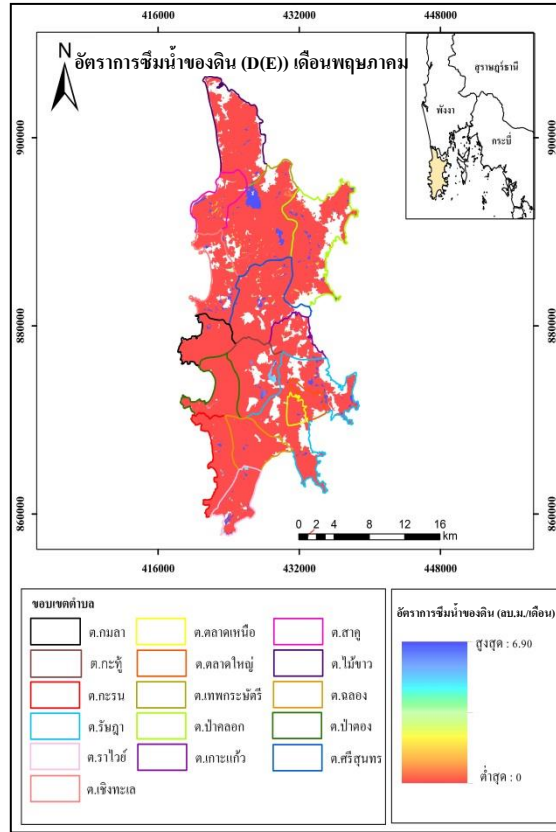 416000 432000 448000
N
อัตราการซึมน้ำของดิน (D(E)) เดือนพฤษภาคม
สุราษฎร์ธานี
พังงา
กระบี่
900000 900000
880000 880000
860000 860000
0 2 4 8 12 16
km
416000 432000 448000
ขอบเขตตำบล
ต.กมลา ต.ตลาดเหนือ ต.สาคู
ต.กะทู้ ต.ตลาดใหญ่ ต.ไม้ขาว
ต.กะรน ต.เทพกระษัตรี ต.ฉลอง
ต.รัษฎา ต.ป่าคลอก ต.ป่าตอง
ต.ราไวย์ ต.เกาะแก้ว ต.ศรีสุนทร
ต.เชิงทะเล
อัตราการซึมน้ำของดิน (ลบ.ม./เดือน)
สูงสุด : 6.90
ต่ำสุด : 0